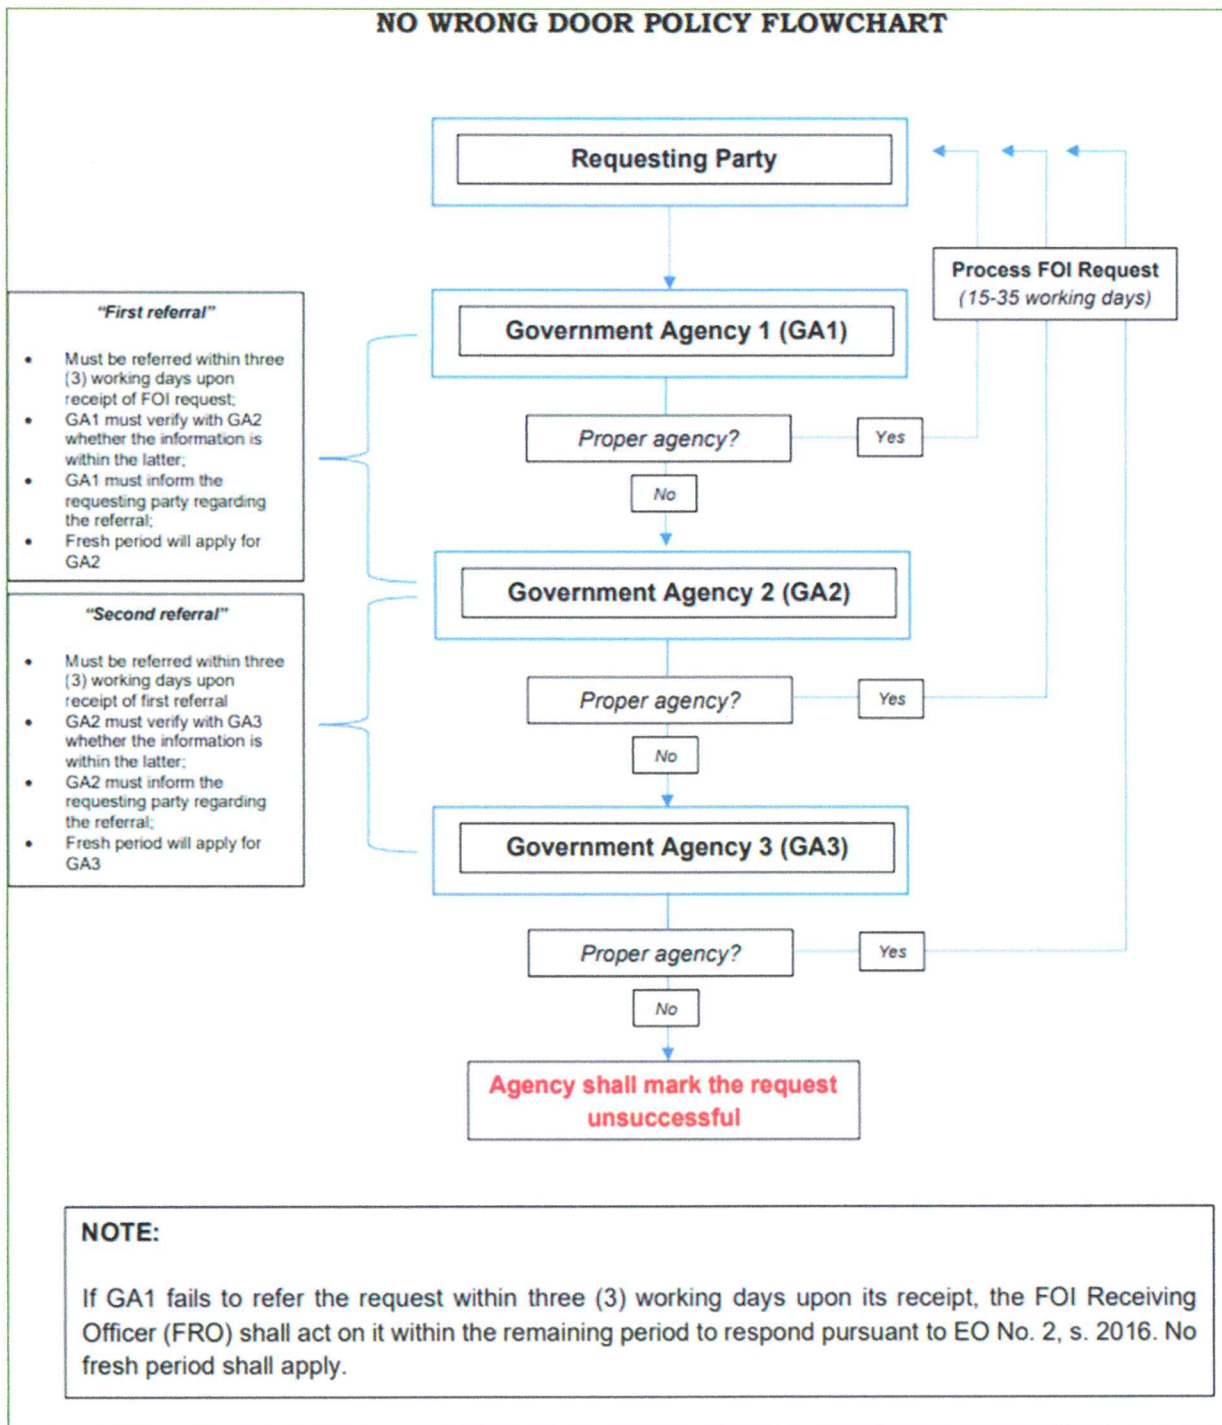 NO WRONG DOOR POLICY FLOWCHART
Requesting Party
Process FOI Request
(15-35 working days)
Government Agency 1 (GA1)
Proper agency?
Yes
No
"First referral"
• Must be referred within three
(3) working days upon
receipt of FOI request;
• GA1 must verify with GA2
whether the information is
within the latter;
• GA1 must inform the
requesting party regarding
the referral;
• Fresh period will apply for
GA2
Government Agency 2 (GA2)
Proper agency?
Yes
No
"Second referral"
• Must be referred within three
(3) working days upon
receipt of first referral
• GA2 must verify with GA3
whether the information is
within the latter;
• GA2 must inform the
requesting party regarding
the referral;
• Fresh period will apply for
GA3
Government Agency 3 (GA3)
Proper agency?
Yes
No
Agency shall mark the request
unsuccessful
NOTE:
If GA1 fails to refer the request within three (3) working days upon its receipt, the FOI Receiving
Officer (FRO) shall act on it within the remaining period to respond pursuant to EO No. 2, s. 2016. No
fresh period shall apply.